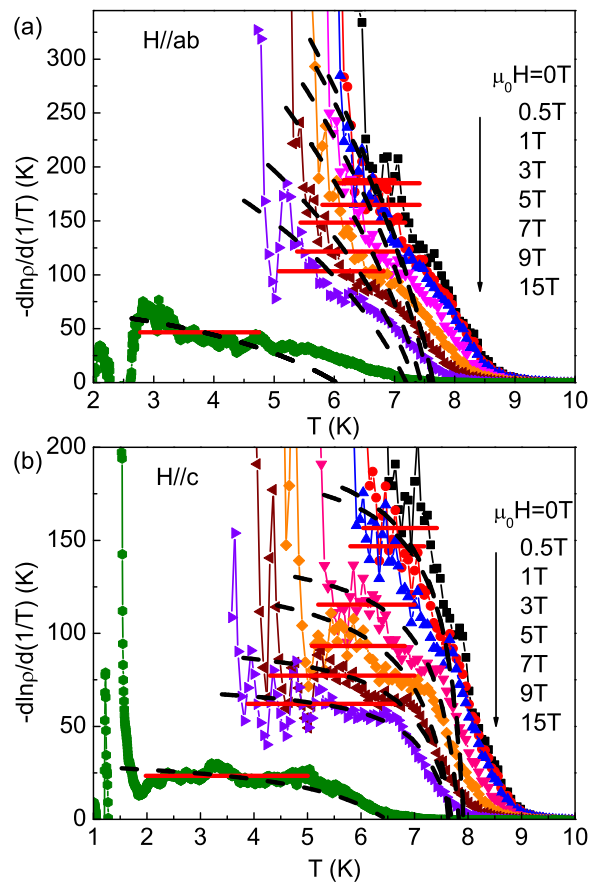 (a)
H//ab
μ₀H=0T
0.5T
1T
3T
5T
7T
9T
15T
-dlnρ/d(1/T) (K)
300
250
200
150
100
50
0
2 3 4 5 6 7 8 9 10
T (K)
(b)
H//c
μ₀H=0T
0.5T
1T
3T
5T
7T
9T
15T
-dlnρ/d(1/T) (K)
200
150
100
50
0
1 2 3 4 5 6 7 8 9 10
T (K)